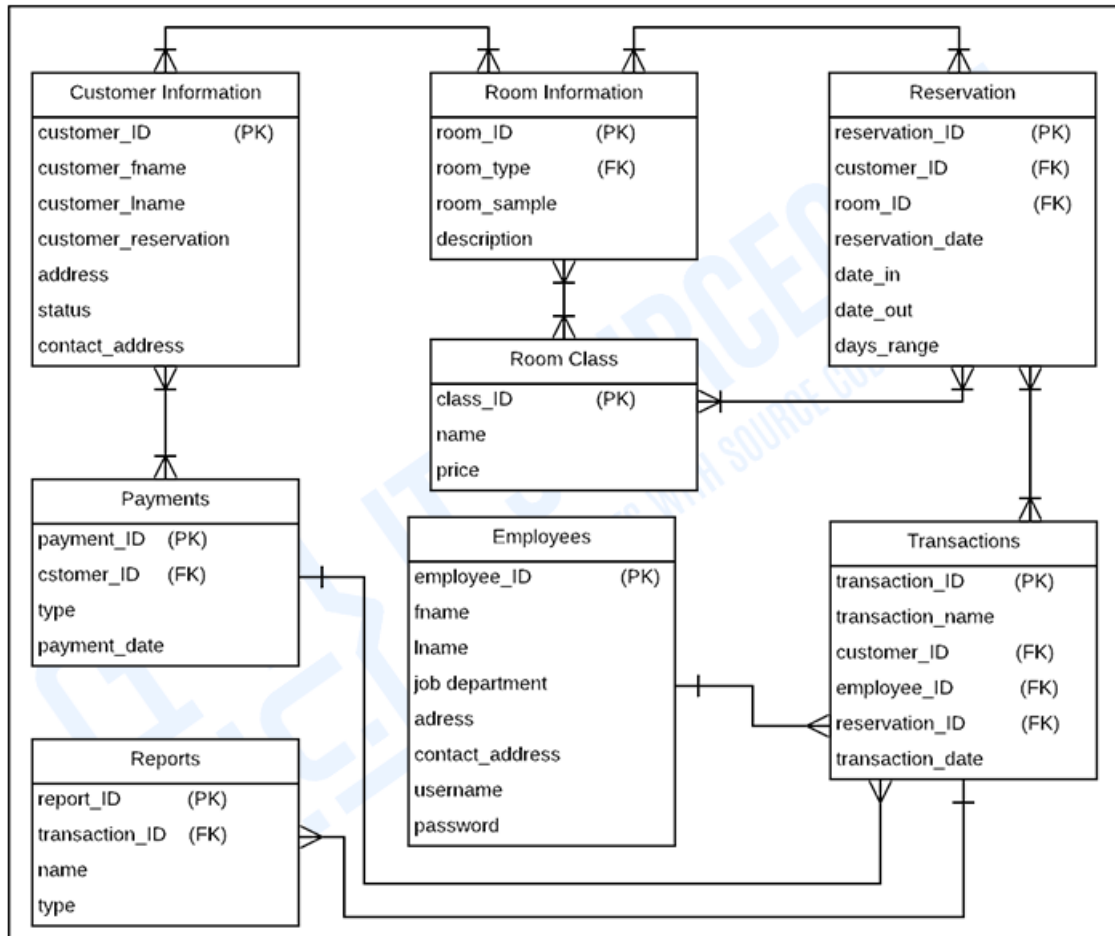 Customer Information
customer_ID (PK)
customer_fname
customer_lname
customer_reservation
address
status
contact_address
Room Information
room_ID (PK)
room_type (FK)
room_sample
description
Reservation
reservation_ID (PK)
customer_ID (FK)
room_ID (FK)
reservation_date
date_in
date_out
days_range
Room Class
class_ID (PK)
name
price
Payments
payment_ID (PK)
cstomer_ID (FK)
type
payment_date
Employees
employee_ID (PK)
fname
lname
job department
adress
contact_address
username
password
Transactions
transaction_ID (PK)
transaction_name
customer_ID (FK)
employee_ID (FK)
reservation_ID (FK)
transaction_date
Reports
report_ID (PK)
transaction_ID (FK)
name
type
WITH SOURCE